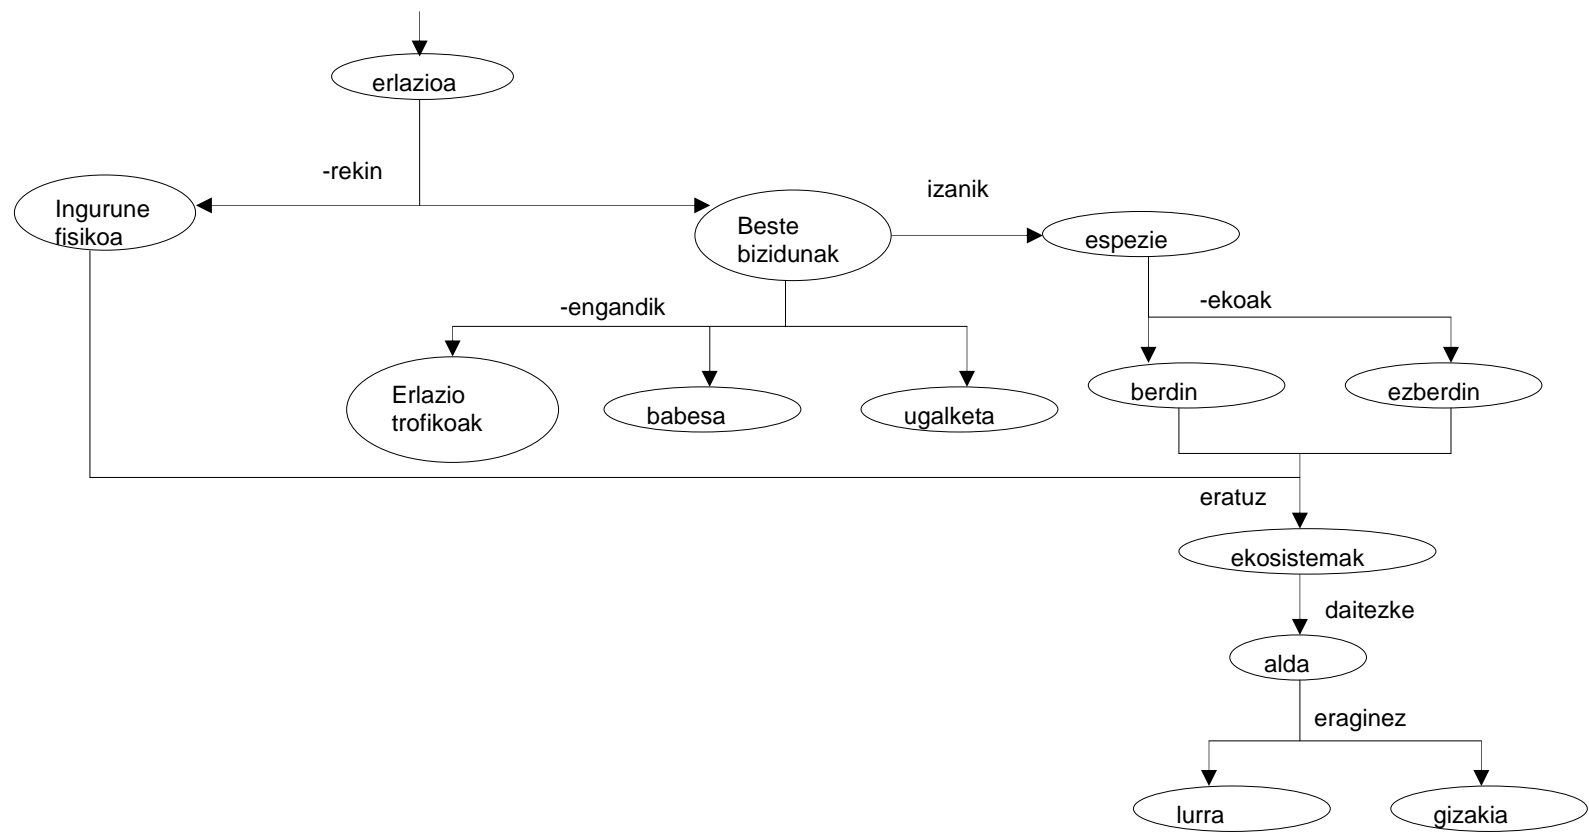 erlazioa
-rekin
izanik
Ingurune
fisikoa
Beste
bizidunak
espezie
-engandik
-ekoak
Erlazio
trofikoak
babesa
ugalketa
berdin
ezberdin
eratuz
ekosistemak
daitezke
alda
eraginez
lurra
gizakia